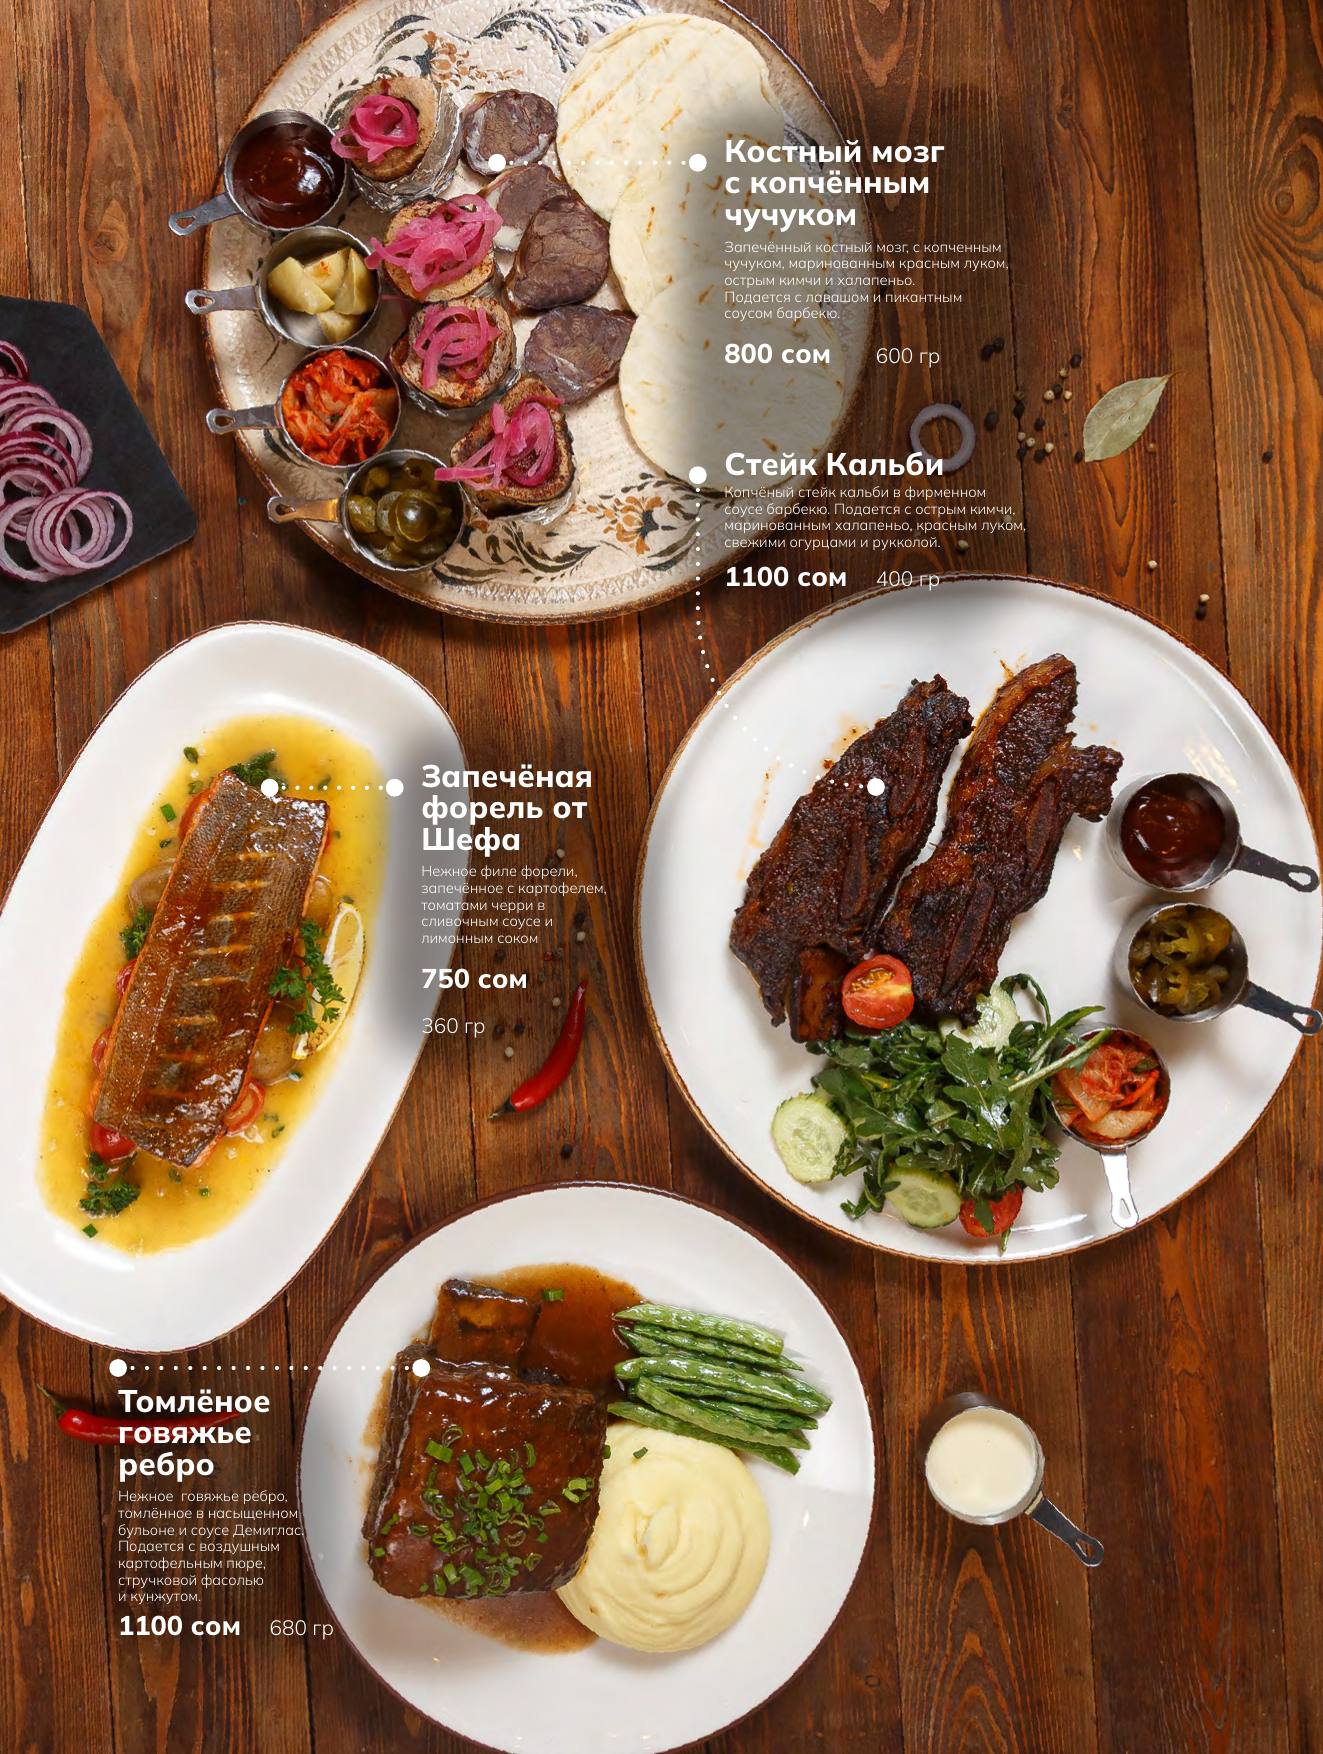 Костный мозг
с копчённым
чучуком
Запечённый костный мозг, с копченным
чучуком, маринованным красным луком,
острым кимчи и халапеньо.
Подается с лавашом и пикантным
соусом барбекю.
800 сом 600 гр
Стейк Кальби
Копчёный стейк кальби в фирменном
соусе барбекю. Подается с острым кимчи,
маринованным халапеньо, красным луком,
свежими огурцами и рукколой.
1100 сом 400 гр
Запечёная
форель от
Шефа
Нежное филе форели,
запечённое с картофелем,
томатами черри в
сливочным соусе и
лимонным соком
750 сом
360 гр
Томлёное
говяжье
ребро
Нежное говяжье ребро,
томлённое в насыщенном
бульоне и соусе Демиглас.
Подается с воздушным
картофельным пюре,
стручковой фасолью
и кунжутом.
1100 сом 680 гр